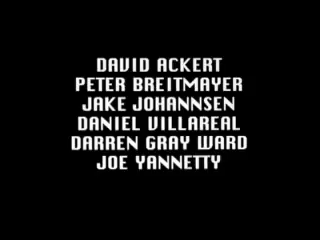 DAVID ACKERT
PETER BREITMAYER
JAKE JOHANNSEN
DANIEL VILLAREAL
DARREN GRAY WARD
JOE YANNETTY